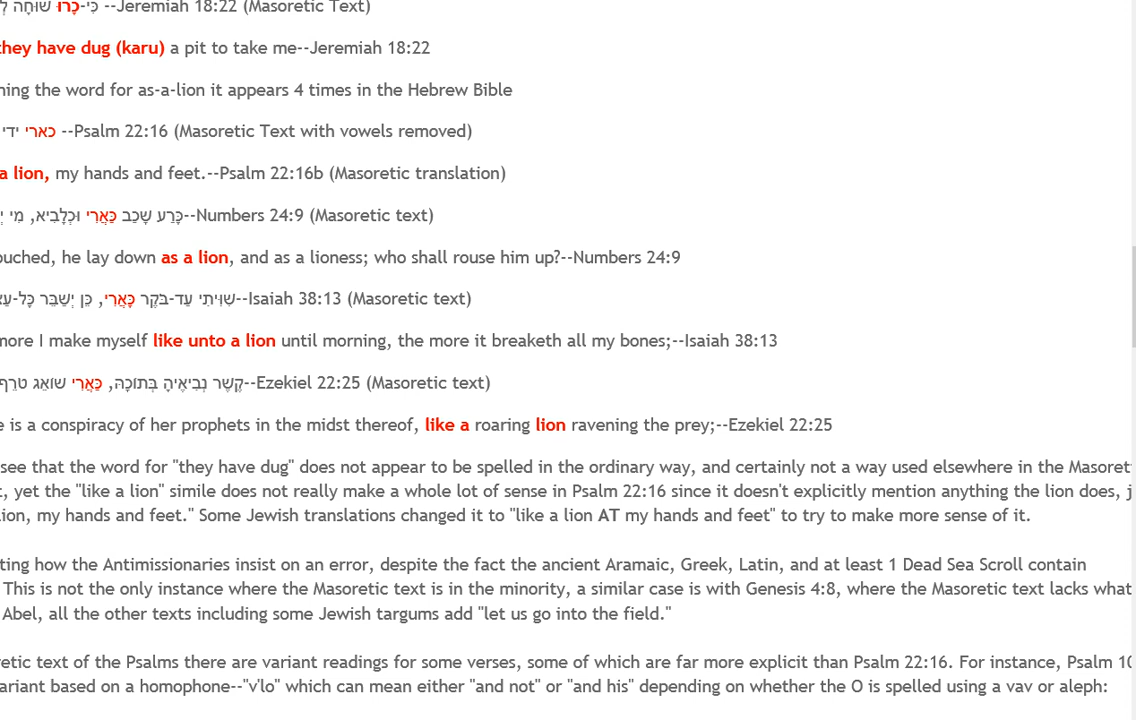 כִּי-כָרוּ שׁוּחָה --Jeremiah 18:22 (Masoretic Text)
they have dug (karu) a pit to take me--Jeremiah 18:22
ning the word for as-a-lion it appears 4 times in the Hebrew Bible
כארי ידי --Psalm 22:16 (Masoretic Text with vowels removed)
a lion, my hands and feet.--Psalm 22:16b (Masoretic translation)
כָּרַע שָׁכַב כַּאֲרִי וּכְלָבִיא, מִי --Numbers 24:9 (Masoretic text)
ouched, he lay down as a lion, and as a lioness; who shall rouse him up?--Numbers 24:9
שִׁוִּיתִי עַד-בֹּקֶר כָּאֲרִי, כֵּן יְשַׁבֵּר כָּל-עַצ--Isaiah 38:13 (Masoretic text)
more I make myself like unto a lion until morning, the more it breaketh all my bones;--Isaiah 38:13
קֶשֶׁר נְבִיאֶיהָ בְּתוֹכָהּ, כַּאֲרִי שׁוֹאֵג טֹרֵף--Ezekiel 22:25 (Masoretic text)
e is a conspiracy of her prophets in the midst thereof, like a roaring lion ravening the prey;--Ezekiel 22:25
see that the word for "they have dug" does not appear to be spelled in the ordinary way, and certainly not a way used elsewhere in the Masoret
, yet the "like a lion" simile does not really make a whole lot of sense in Psalm 22:16 since it doesn't explicitly mention anything the lion does, j
ion, my hands and feet." Some Jewish translations changed it to "like a lion AT my hands and feet" to try to make more sense of it.
ting how the Antimissionaries insist on an error, despite the fact the ancient Aramaic, Greek, Latin, and at least 1 Dead Sea Scroll contain
This is not the only instance where the Masoretic text is in the minority, a similar case is with Genesis 4:8, where the Masoretic text lacks what
Abel, all the other texts including some Jewish targums add "let us go into the field."
retic text of the Psalms there are variant readings for some verses, some of which are far more explicit than Psalm 22:16. For instance, Psalm 10
ariant based on a homophone--"v'lo" which can mean either "and not" or "and his" depending on whether the O is spelled using a vav or aleph: